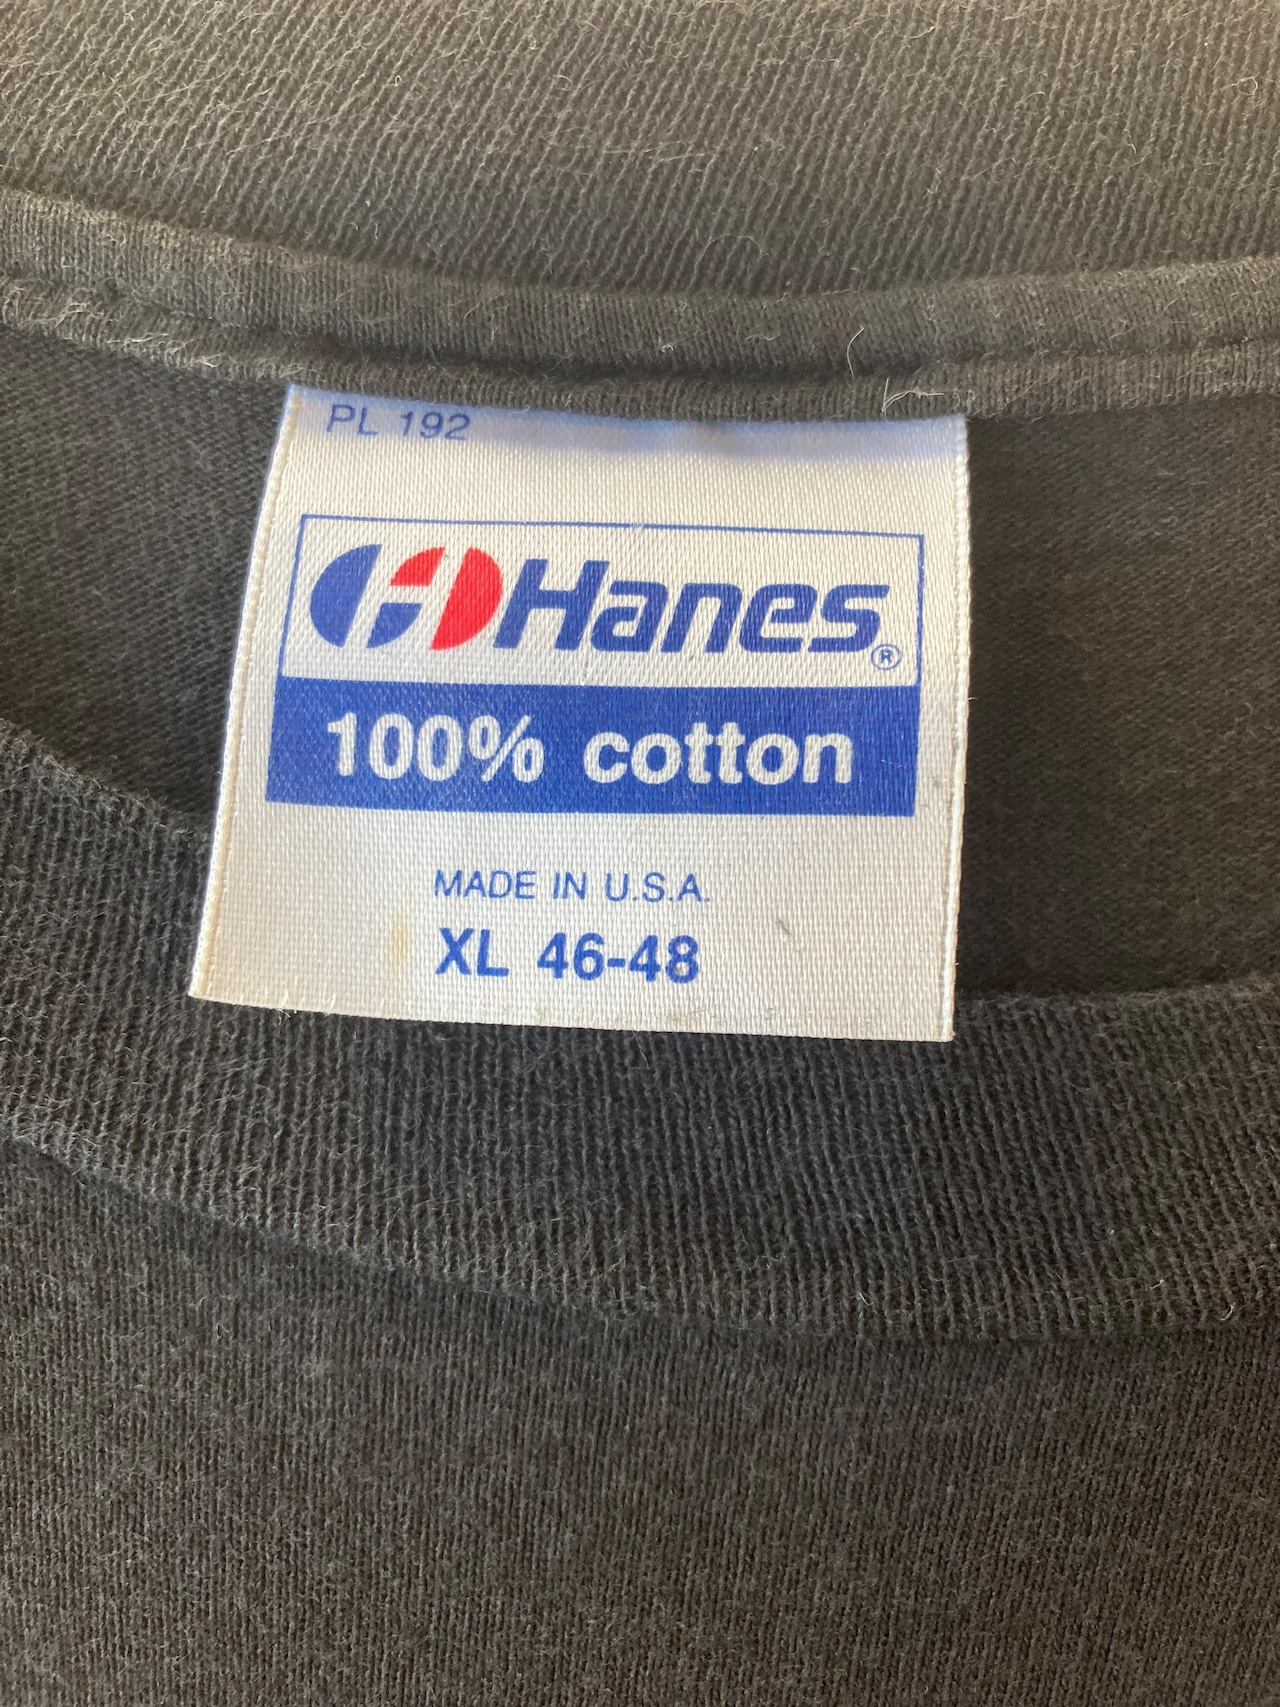 PL 192
Hanes®
100% cotton
MADE IN U.S.A.
XL 46-48